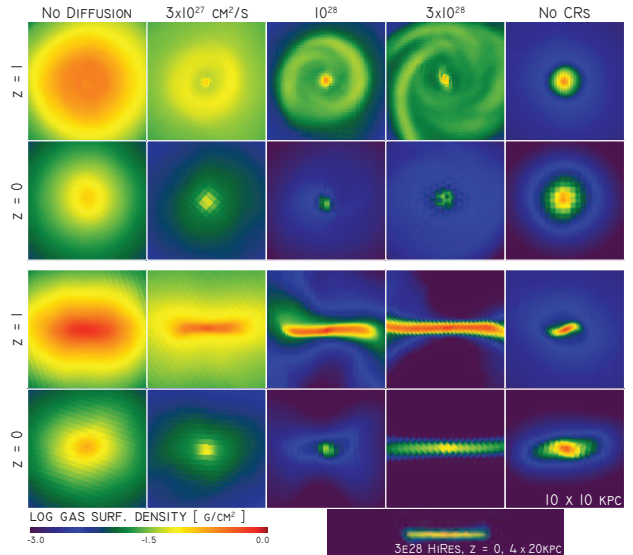 No Diffusion 3x10²⁷ cm²/s 10²⁸ 3x10²⁸ No CRs
z = 1
z = 0
z = 1
z = 0
10 x 10 kpc
Log Gas Surf. Density [ g/cm² ]
-3.0 -1.5 0.0
3e28 HiRes, z = 0, 4 x 20kpc